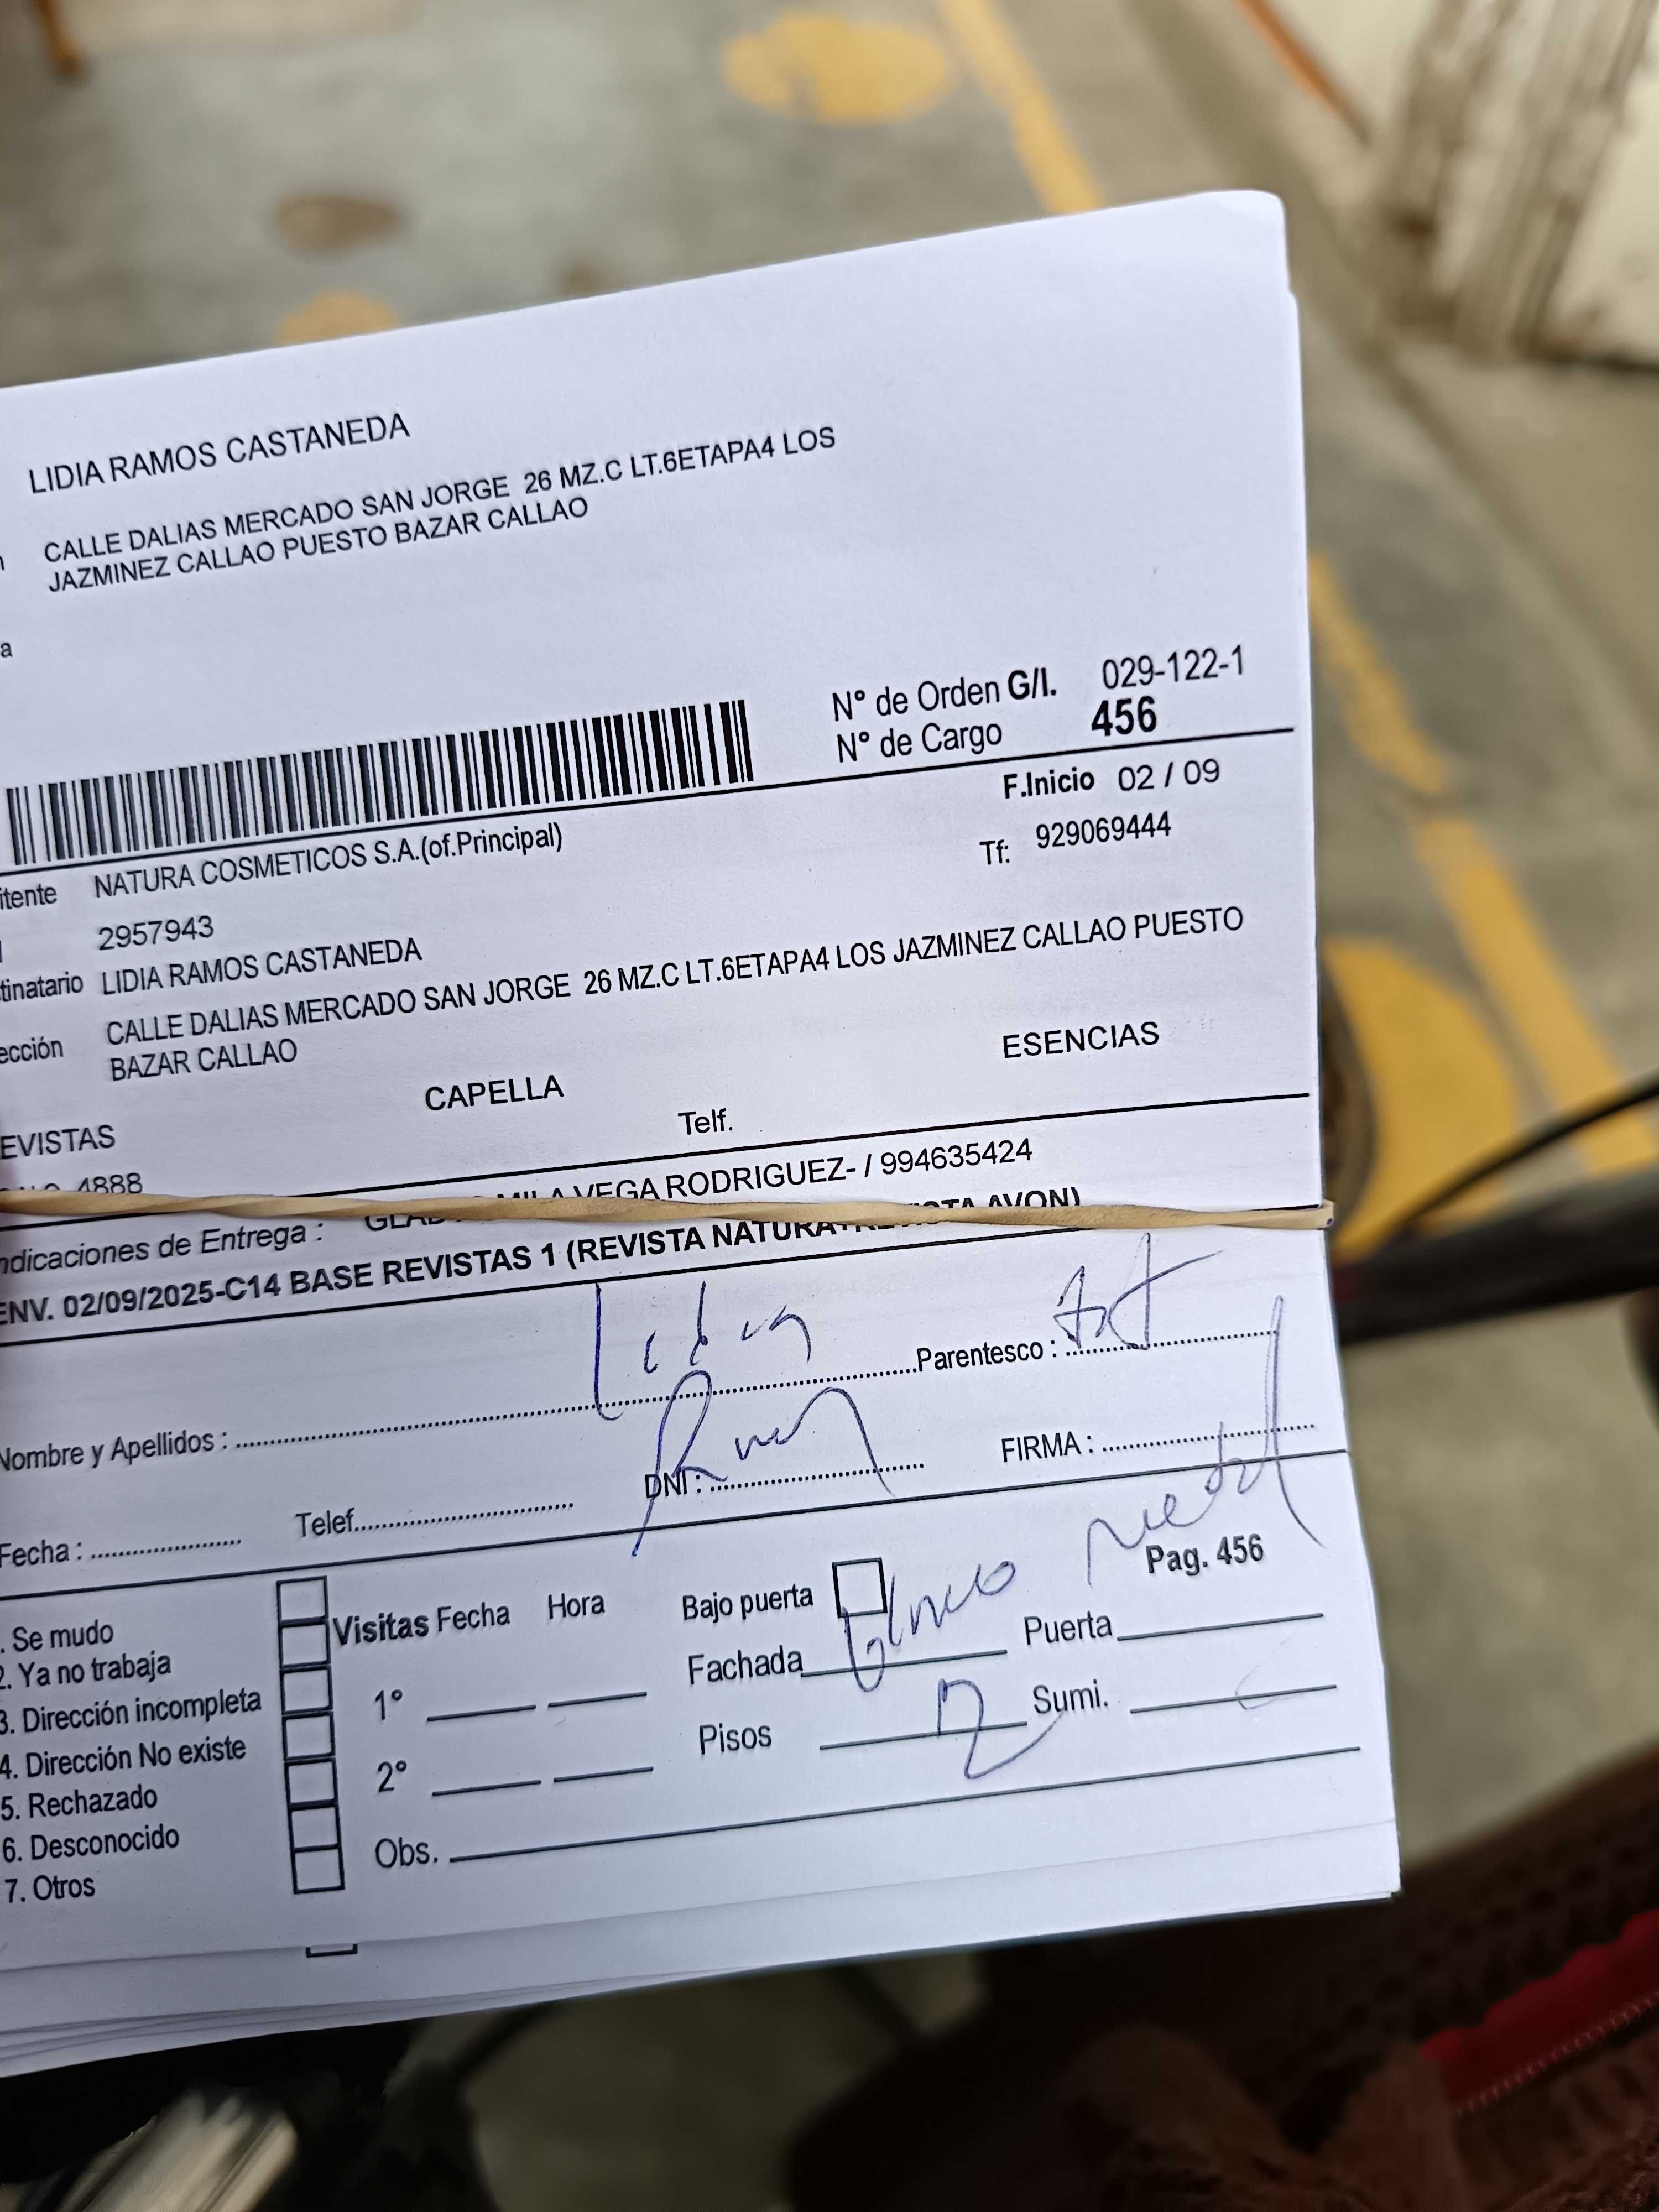 LIDIA RAMOS CASTANEDA
CALLE DALIAS MERCADO SAN JORGE 26 MZ.C LT.6ETAPA4 LOS
JAZMINEZ CALLAO PUESTO BAZAR CALLAO
a
N° de Orden G/I. 029-122-1
N° de Cargo 456
F.Inicio 02 / 09
NATURA COSMETICOS S.A.(of.Principal)
itente
Tf: 929069444
2957943
tinatario LIDIA RAMOS CASTANEDA
ección CALLE DALIAS MERCADO SAN JORGE 26 MZ.C LT.6ETAPA4 LOS JAZMINEZ CALLAO PUESTO
BAZAR CALLAO
CAPELLA ESENCIAS
EVISTAS Telf.
4888
VEGA RODRIGUEZ- / 994635424
ndicaciones de Entrega :
ENV. 02/09/2025-C14 BASE REVISTAS 1 (REVISTA NATURA+REVISTA AVON)
Lidia
Nombre y Apellidos : Parentesco :
Fecha : Telef. DNI : FIRMA :
Pag. 456
. Se mudo
2. Ya no trabaja
3. Dirección incompleta
4. Dirección No existe
5. Rechazado
6. Desconocido
7. Otros
Visitas Fecha Hora
1°
2°
Obs.
Bajo puerta
Fachada Puerta
Pisos 2 Sumi.